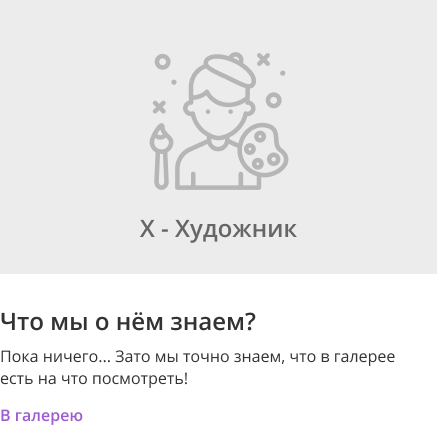 Х - Художник
Что мы о нём знаем?
Пока ничего... Зато мы точно знаем, что в галерее
есть на что посмотреть!
В галерею